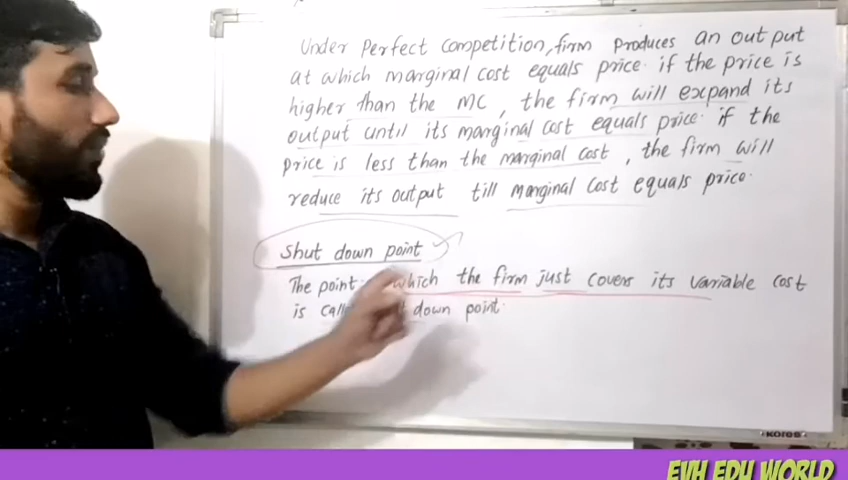 Under Perfect Competition, firm produces an output
at which marginal cost equals price. if the price is
higher than the MC, the firm will expand its
output until its marginal cost equals price. if the
price is less than the marginal cost, the firm will
reduce its output till marginal cost equals price.
Shut down point
The point which the firm just covers its variable cost
is down point.
KORES
EVH EDU WORLD